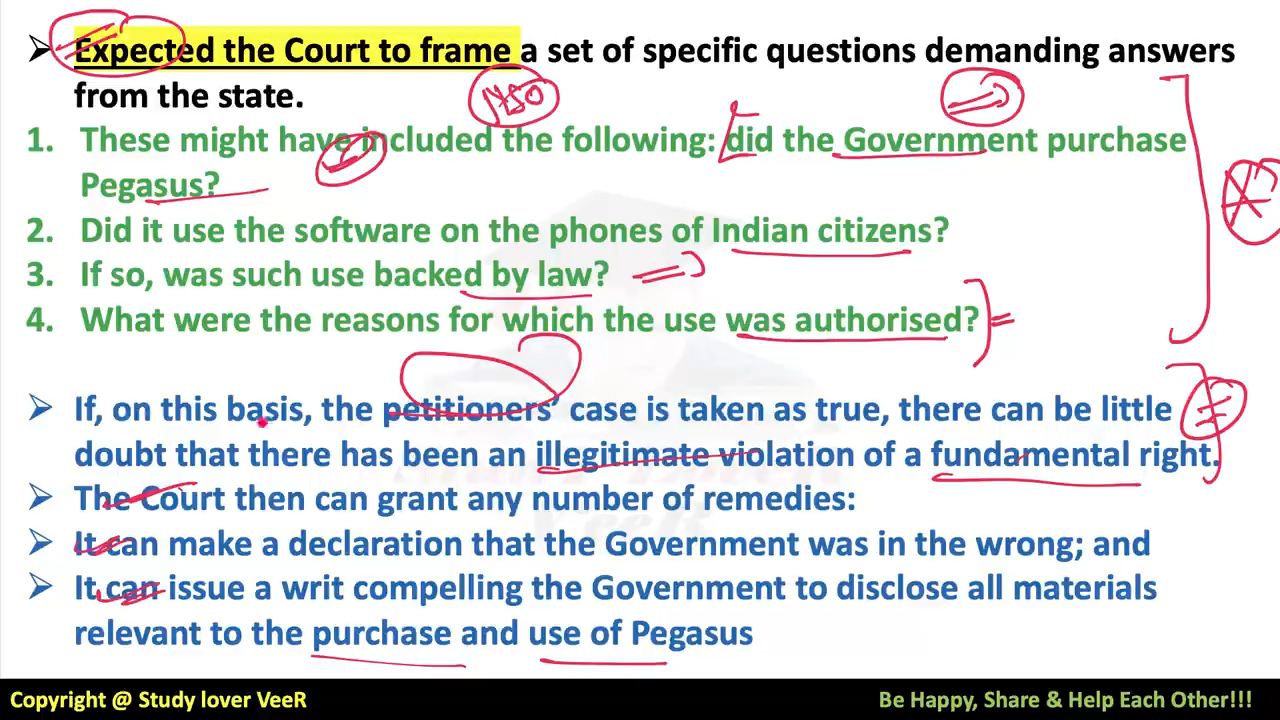 ➢ Expected the Court to frame a set of specific questions demanding answers
from the state.
1. These might have included the following: did the Government purchase
Pegasus?
2. Did it use the software on the phones of Indian citizens?
3. If so, was such use backed by law?
4. What were the reasons for which the use was authorised?
➢ If, on this basis, the petitioners’ case is taken as true, there can be little
doubt that there has been an illegitimate violation of a fundamental right.
➢ The Court then can grant any number of remedies:
➢ It can make a declaration that the Government was in the wrong; and
➢ It can issue a writ compelling the Government to disclose all materials
relevant to the purchase and use of Pegasus
Copyright @ Study lover VeeR
Be Happy, Share & Help Each Other!!!